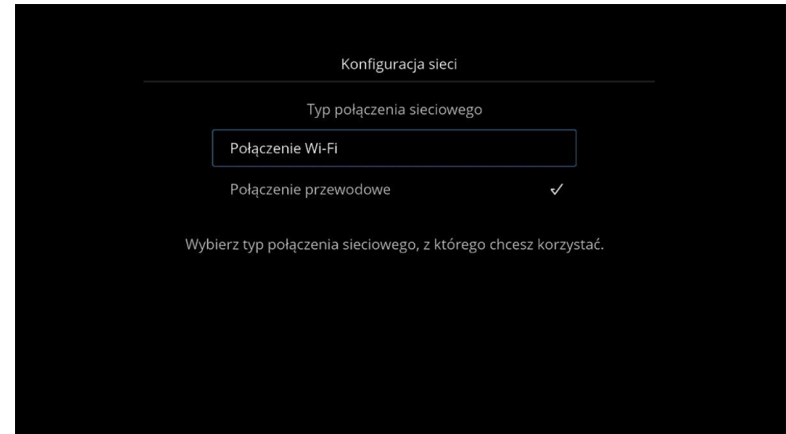 Konfiguracja sieci
Typ połączenia sieciowego
Połączenie Wi-Fi
Połączenie przewodowe
Wybierz typ połączenia sieciowego, z którego chcesz korzystać.